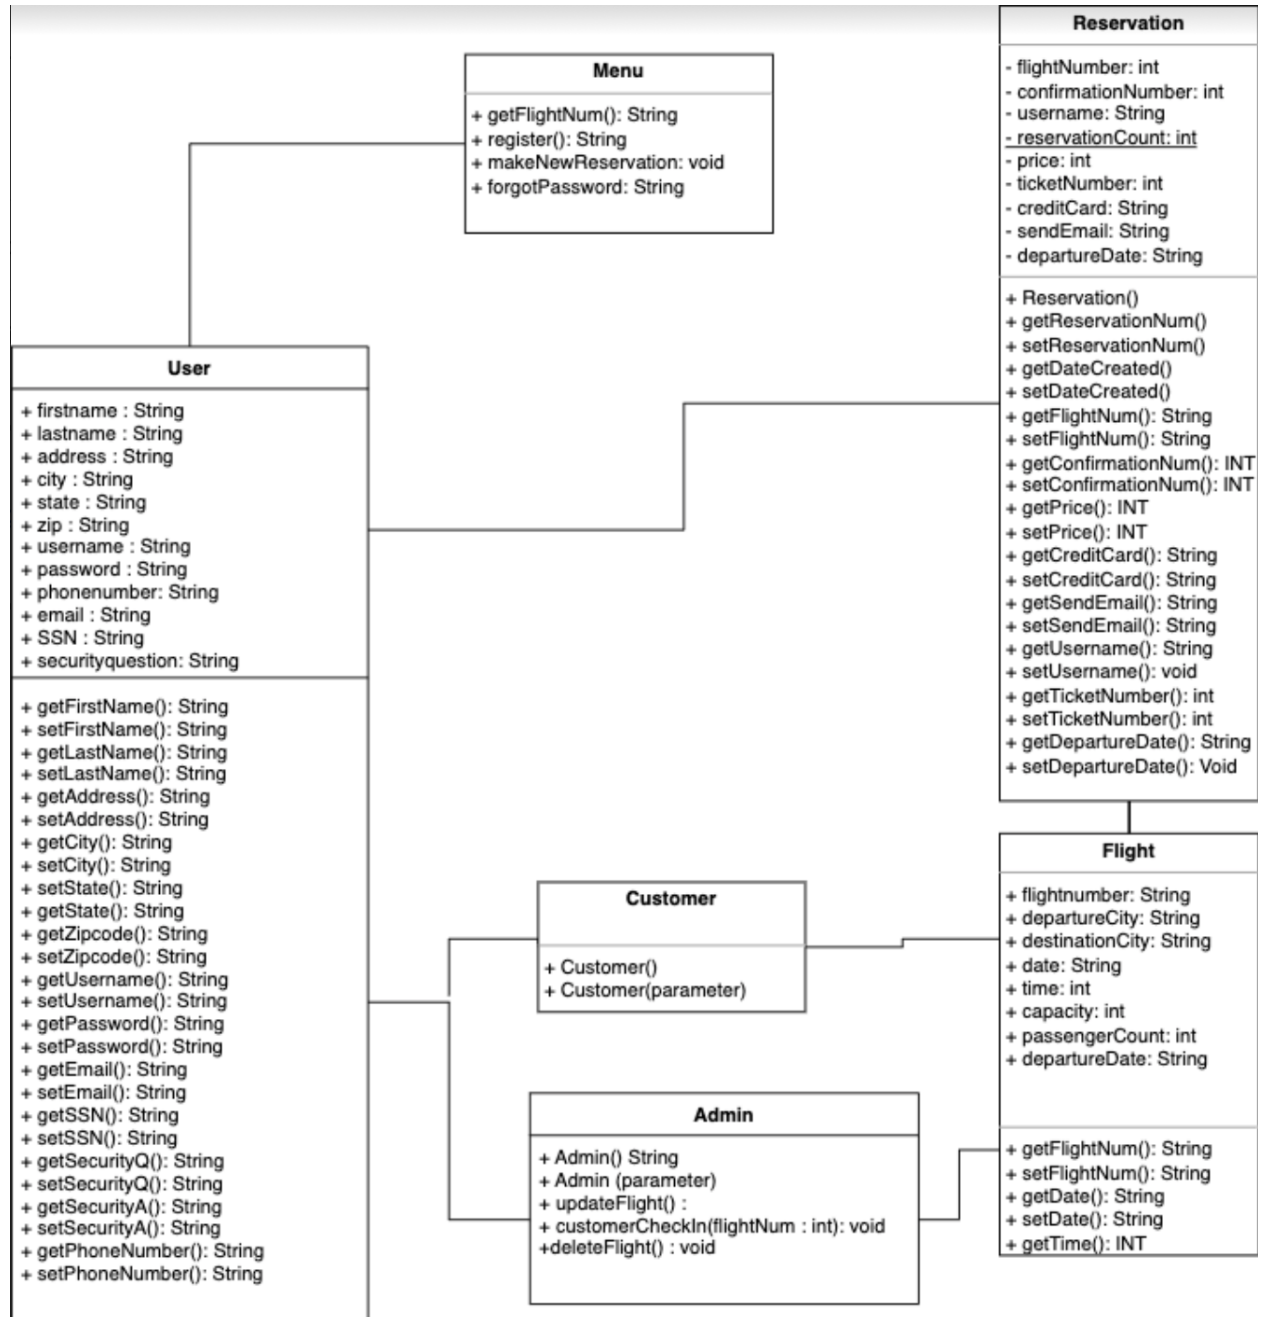 Menu
+ getFlightNum(): String
+ register(): String
+ makeNewReservation: void
+ forgotPassword: String
Reservation
- flightNumber: int
- confirmationNumber: int
- username: String
- reservationCount: int
- price: int
- ticketNumber: int
- creditCard: String
- sendEmail: String
- departureDate: String
+ Reservation()
+ getReservationNum()
+ setReservationNum()
+ getDateCreated()
+ setDateCreated()
+ getFlightNum(): String
+ setFlightNum(): String
+ getConfirmationNum(): INT
+ setConfirmationNum(): INT
+ getPrice(): INT
+ setPrice(): INT
+ getCreditCard(): String
+ setCreditCard(): String
+ getSendEmail(): String
+ setSendEmail(): String
+ getUsername(): String
+ setUsername(): void
+ getTicketNumber(): int
+ setTicketNumber(): int
+ getDepartureDate(): String
+ setDepartureDate(): Void
User
+ firstname : String
+ lastname : String
+ address : String
+ city : String
+ state : String
+ zip : String
+ username : String
+ password : String
+ phonenumber: String
+ email : String
+ SSN : String
+ securityquestion: String
+ getFirstName(): String
+ setFirstName(): String
+ getLastName(): String
+ setLastName(): String
+ getAddress(): String
+ setAddress(): String
+ getCity(): String
+ setCity(): String
+ setState(): String
+ getState(): String
+ getZipcode(): String
+ setZipcode(): String
+ getUsername(): String
+ setUsername(): String
+ getPassword(): String
+ setPassword(): String
+ getEmail(): String
+ setEmail(): String
+ getSSN(): String
+ setSSN(): String
+ getSecurityQ(): String
+ setSecurityQ(): String
+ getSecurityA(): String
+ setSecurityA(): String
+ getPhoneNumber(): String
+ setPhoneNumber(): String
Customer
+ Customer()
+ Customer(parameter)
Admin
+ Admin() String
+ Admin (parameter)
+ updateFlight() :
+ customerCheckIn(flightNum : int): void
+deleteFlight() : void
Flight
+ flightnumber: String
+ departureCity: String
+ destinationCity: String
+ date: String
+ time: int
+ capacity: int
+ passengerCount: int
+ departureDate: String
+ getFlightNum(): String
+ setFlightNum(): String
+ getDate(): String
+ setDate(): String
+ getTime(): INT